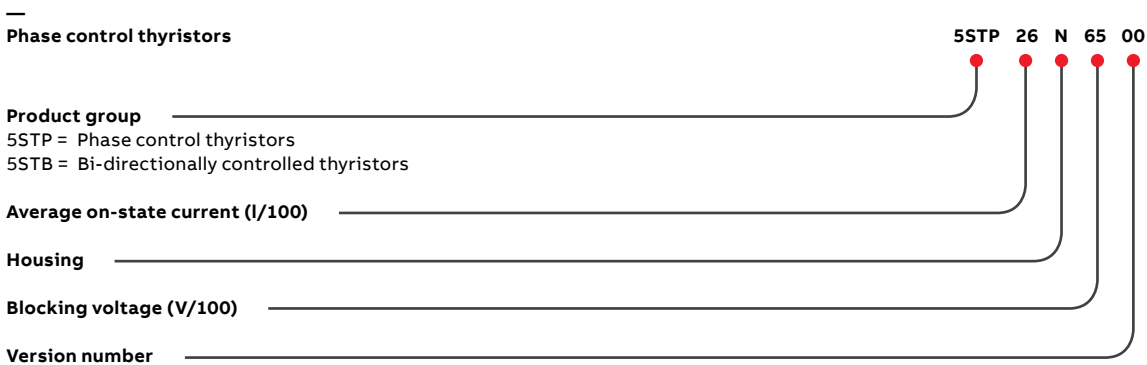 —
Phase control thyristors 5STP 26 N 65 00
Product group
5STP = Phase control thyristors
5STB = Bi-directionally controlled thyristors
Average on-state current (l/100)
Housing
Blocking voltage (V/100)
Version number